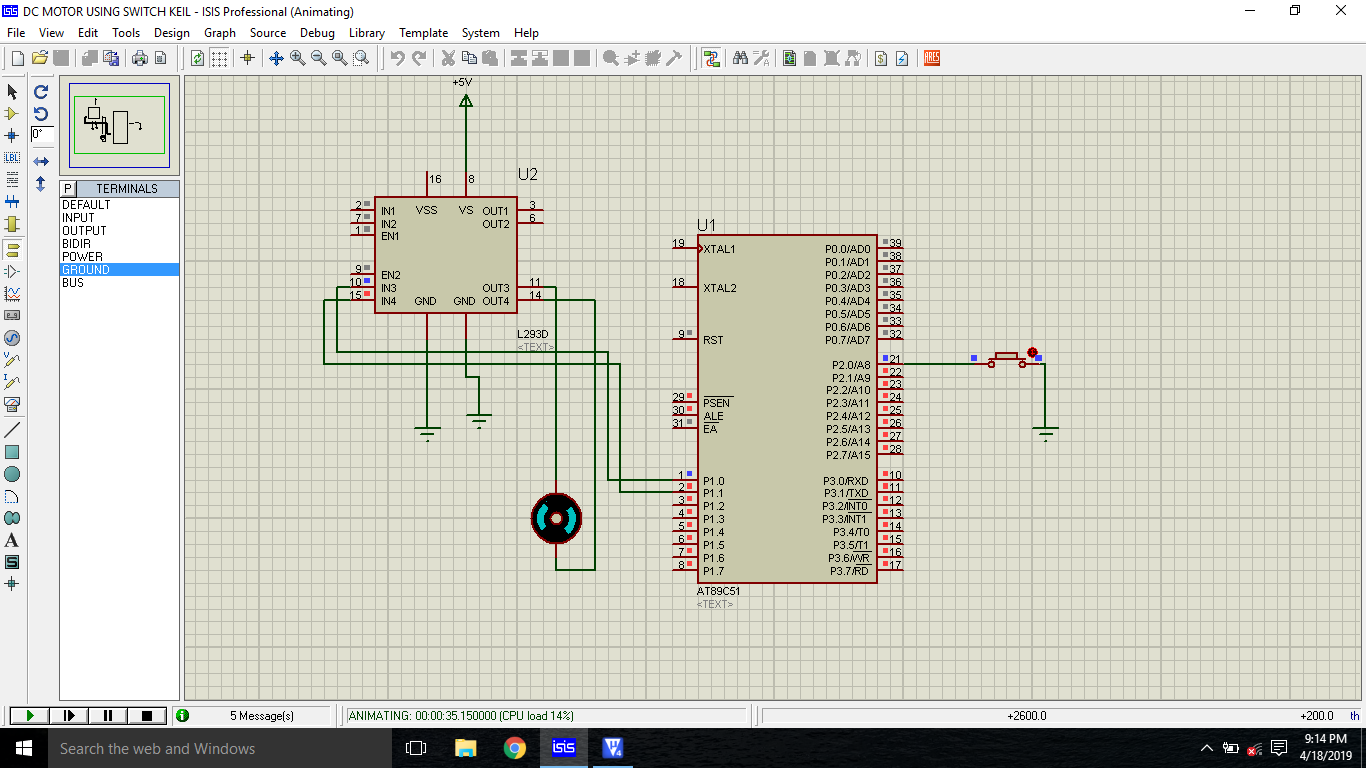 DC MOTOR USING SWITCH KEIL - ISIS Professional (Animating)
File View Edit Tools Design Graph Source Debug Library Template System Help
0°
LBL
A
S
$
ARES
P TERMINALS
DEFAULT
INPUT
OUTPUT
BIDIR
POWER
GROUND
BUS
+5V
U2
16 8
2 IN1 VSS VS OUT1 3
7 IN2 OUT2 6
1 EN1
9 EN2
10 IN3 OUT3 11
15 IN4 GND GND OUT4 14
L293D
<TEXT>
U1
19 XTAL1 P0.0/AD0 39
P0.1/AD1 38
P0.2/AD2 37
18 XTAL2 P0.3/AD3 36
P0.4/AD4 35
P0.5/AD5 34
P0.6/AD6 33
9 RST P0.7/AD7 32
P2.0/A8 21
P2.1/A9 22
P2.2/A10 23
29 PSEN P2.3/A11 24
30 ALE P2.4/A12 25
31 EA P2.5/A13 26
P2.6/A14 27
P2.7/A15 28
1 P1.0 P3.0/RXD 10
2 P1.1 P3.1/TXD 11
3 P1.2 P3.2/INT0 12
4 P1.3 P3.3/INT1 13
5 P1.4 P3.4/T0 14
6 P1.5 P3.5/T1 15
7 P1.6 P3.6/WR 16
8 P1.7 P3.7/RD 17
AT89C51
<TEXT>
5 Message(s) ANIMATING: 00:00:35.150000 (CPU load 14%) +2600.0 +200.0 th
Search the web and Windows
isis
9:14 PM
4/18/2019